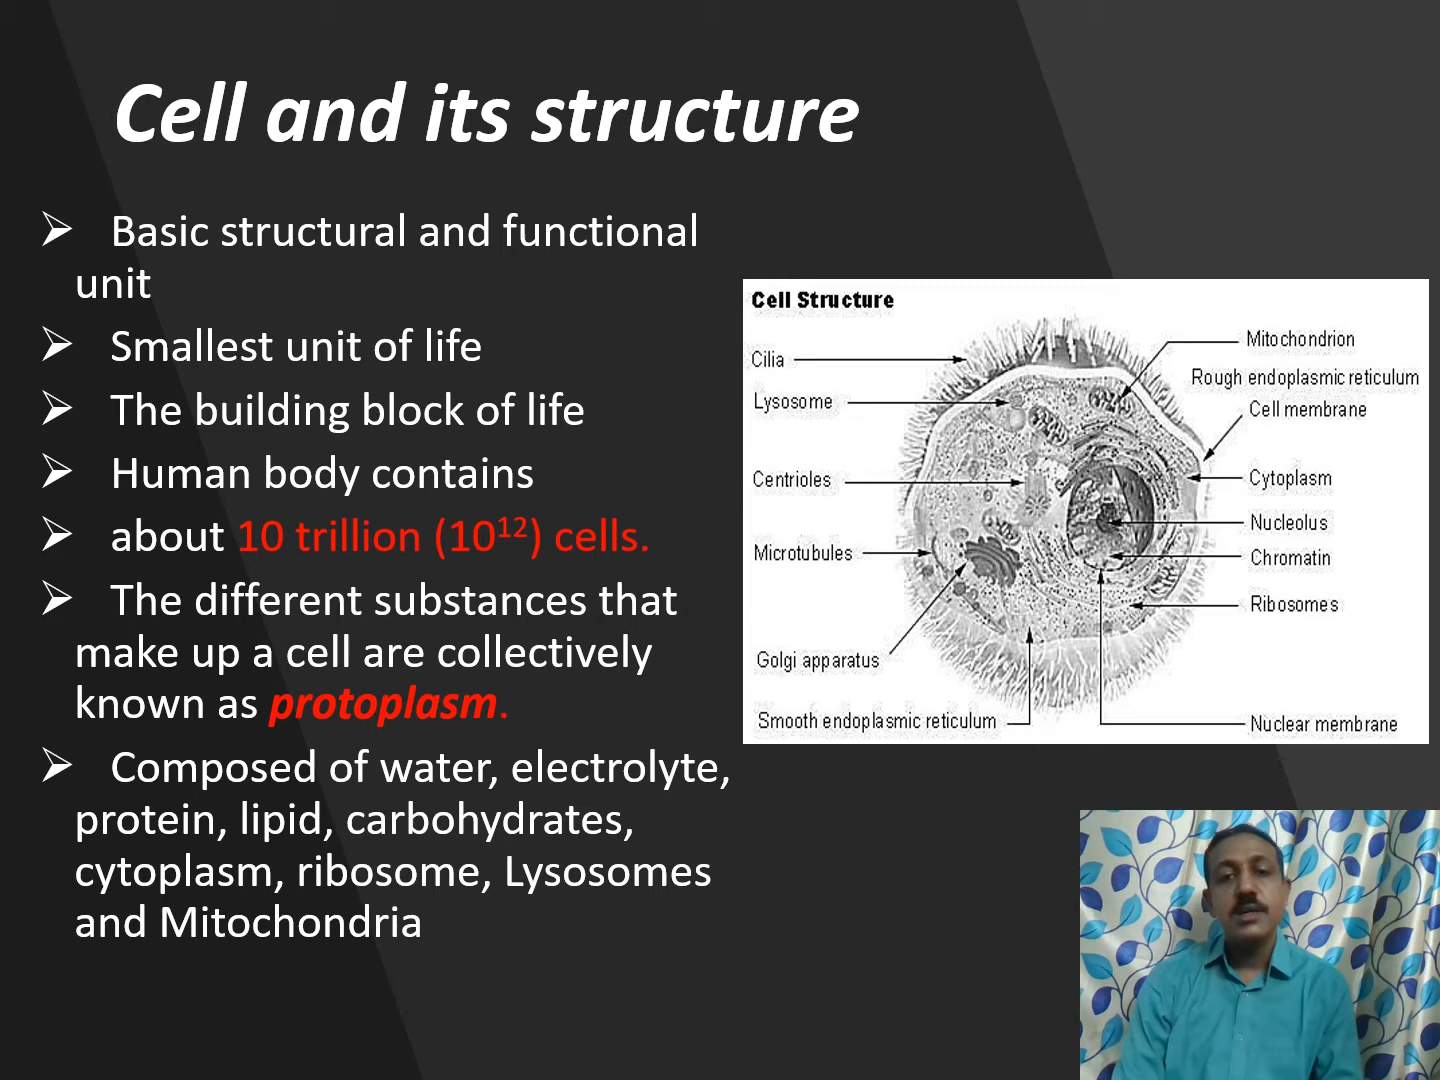 Cell and its structure
➢ Basic structural and functional
unit
➢ Smallest unit of life
➢ The building block of life
➢ Human body contains
➢ about 10 trillion (10¹²) cells.
➢ The different substances that
make up a cell are collectively
known as protoplasm.
➢ Composed of water, electrolyte,
protein, lipid, carbohydrates,
cytoplasm, ribosome, Lysosomes
and Mitochondria
Cell Structure
Cilia
Lysosome
Centrioles
Microtubules
Golgi apparatus
Smooth endoplasmic reticulum
Mitochondrion
Rough endoplasmic reticulum
Cell membrane
Cytoplasm
Nucleolus
Chromatin
Ribosomes
Nuclear membrane